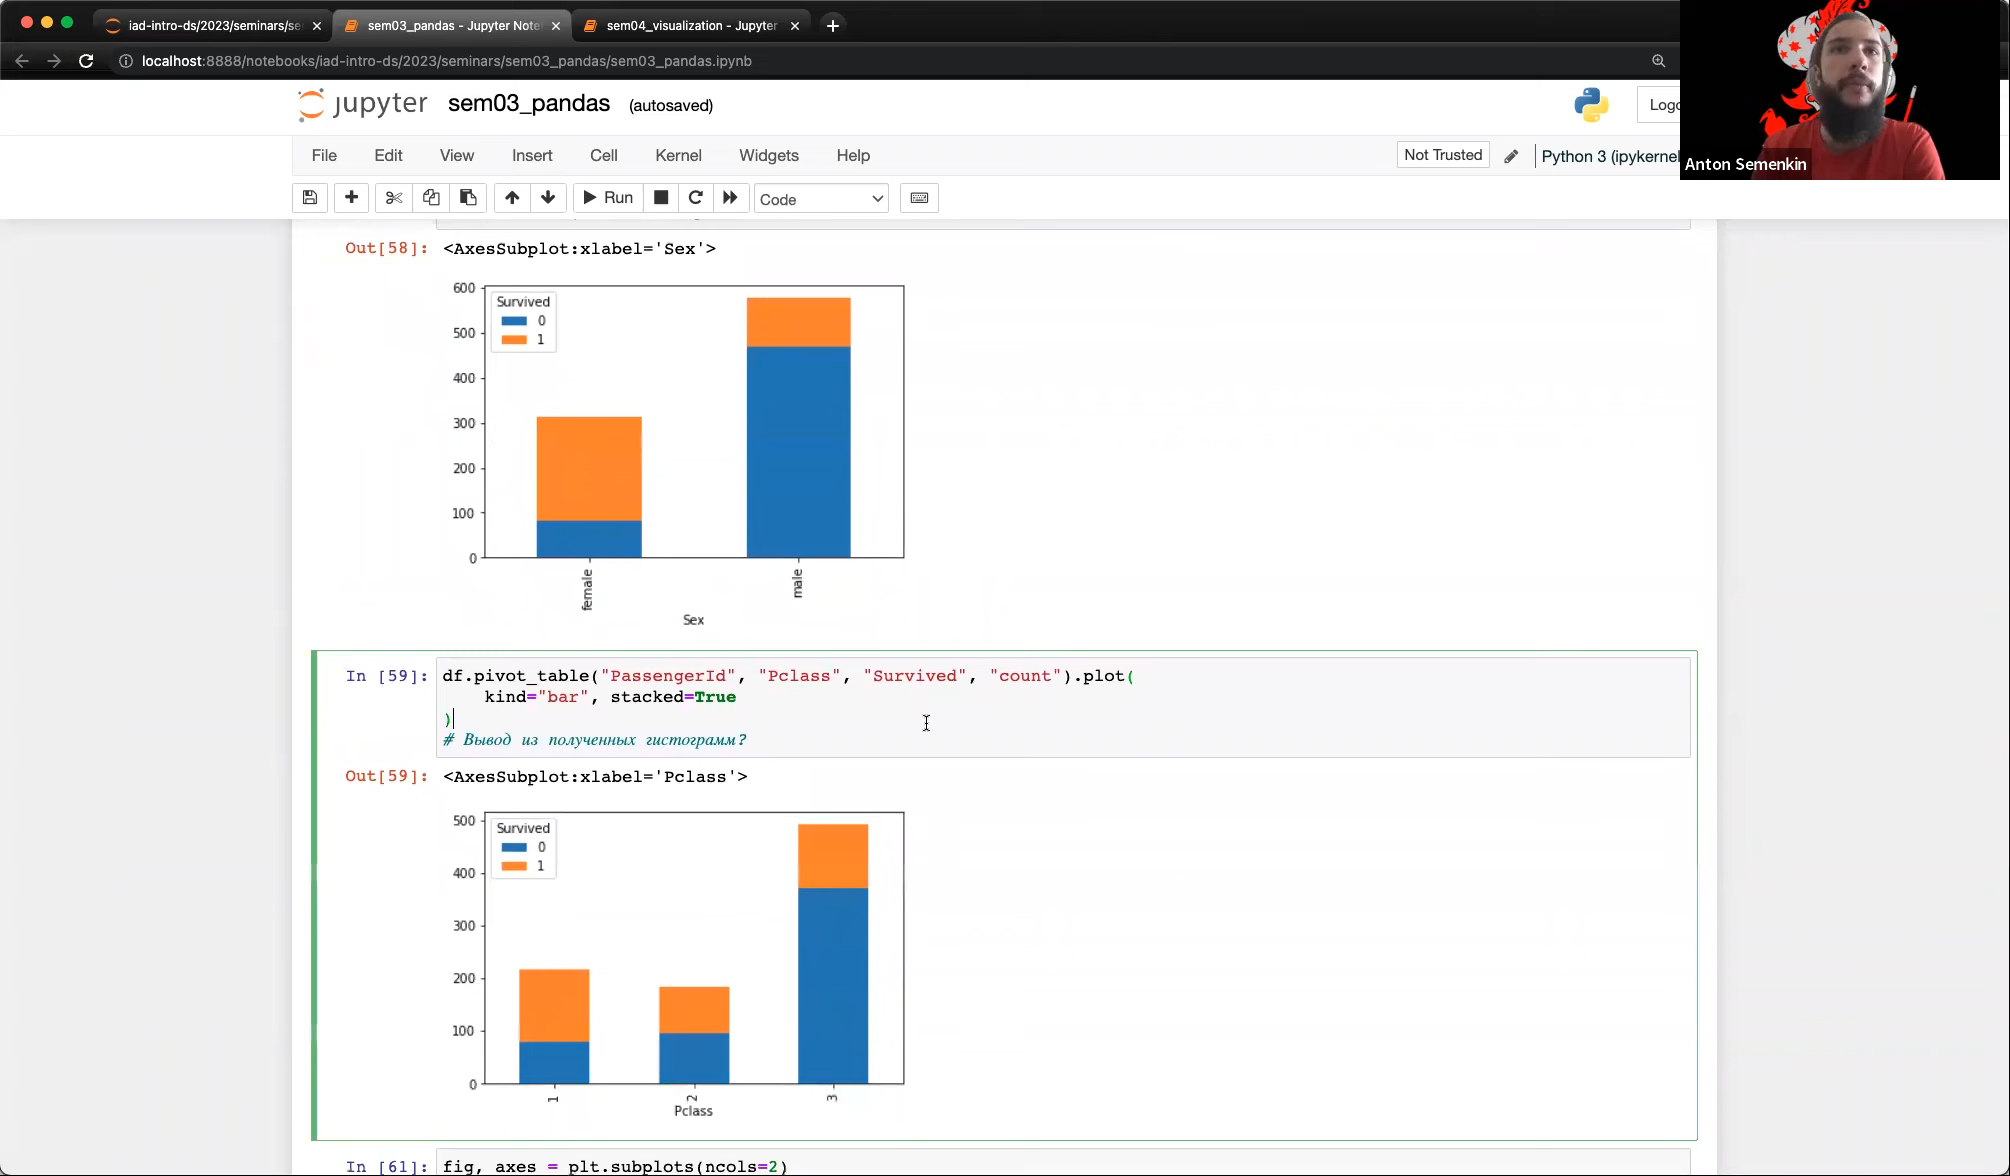 iad-intro-ds/2023/seminars/se
sem03_pandas - Jupyter Note
sem04_visualization - Jupyter
localhost:8888/notebooks/iad-intro-ds/2023/seminars/sem03_pandas/sem03_pandas.ipynb
jupyter sem03_pandas (autosaved)
Logo
Anton Semenkin
File Edit View Insert Cell Kernel Widgets Help
Not Trusted
Python 3 (ipykernel
Run
Code
Out[58]: <AxesSubplot:xlabel='Sex'>
600
500
400
300
200
100
0
Survived
0
1
female
male
Sex
In [59]: df.pivot_table("PassengerId", "Pclass", "Survived", "count").plot(
kind="bar", stacked=True
)
# Вывод из полученных гистограмм?
Out[59]: <AxesSubplot:xlabel='Pclass'>
500
400
300
200
100
0
Survived
0
1
1
2
3
Pclass
In [61]: fig, axes = plt.subplots(ncols=2)